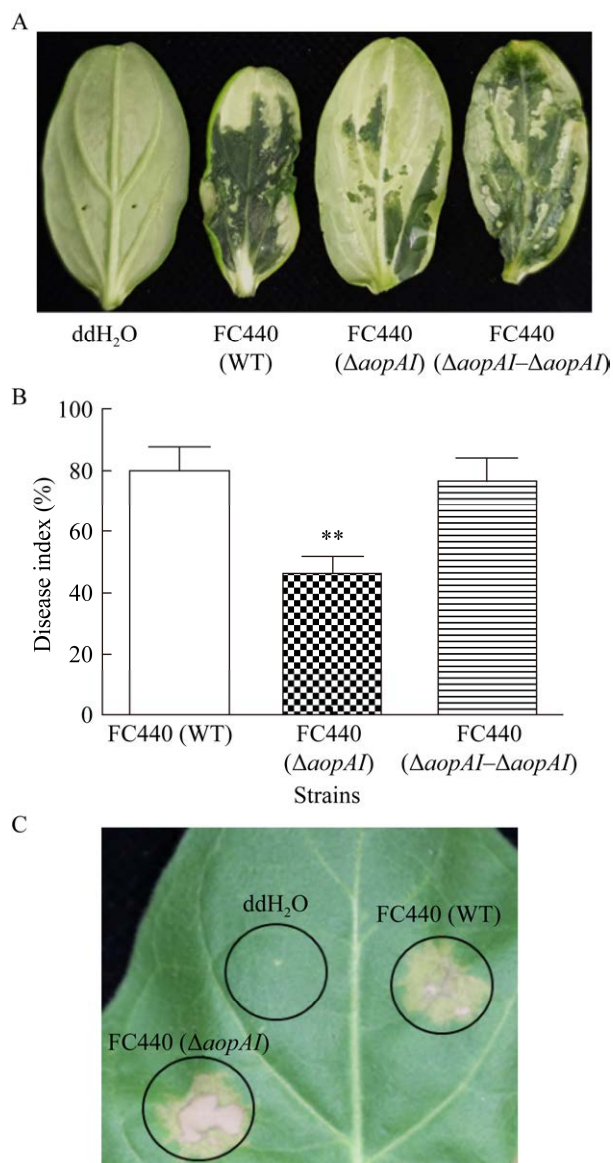 A
ddH₂O FC440 FC440 FC440
(WT) (ΔaopAI) (ΔaopAI–ΔaopAI)
B
100
80
60
40
20
0
Disease index (%)
**
FC440 (WT) FC440 FC440
(ΔaopAI) (ΔaopAI–ΔaopAI)
Strains
C
ddH₂O
FC440 (WT)
FC440 (ΔaopAI)